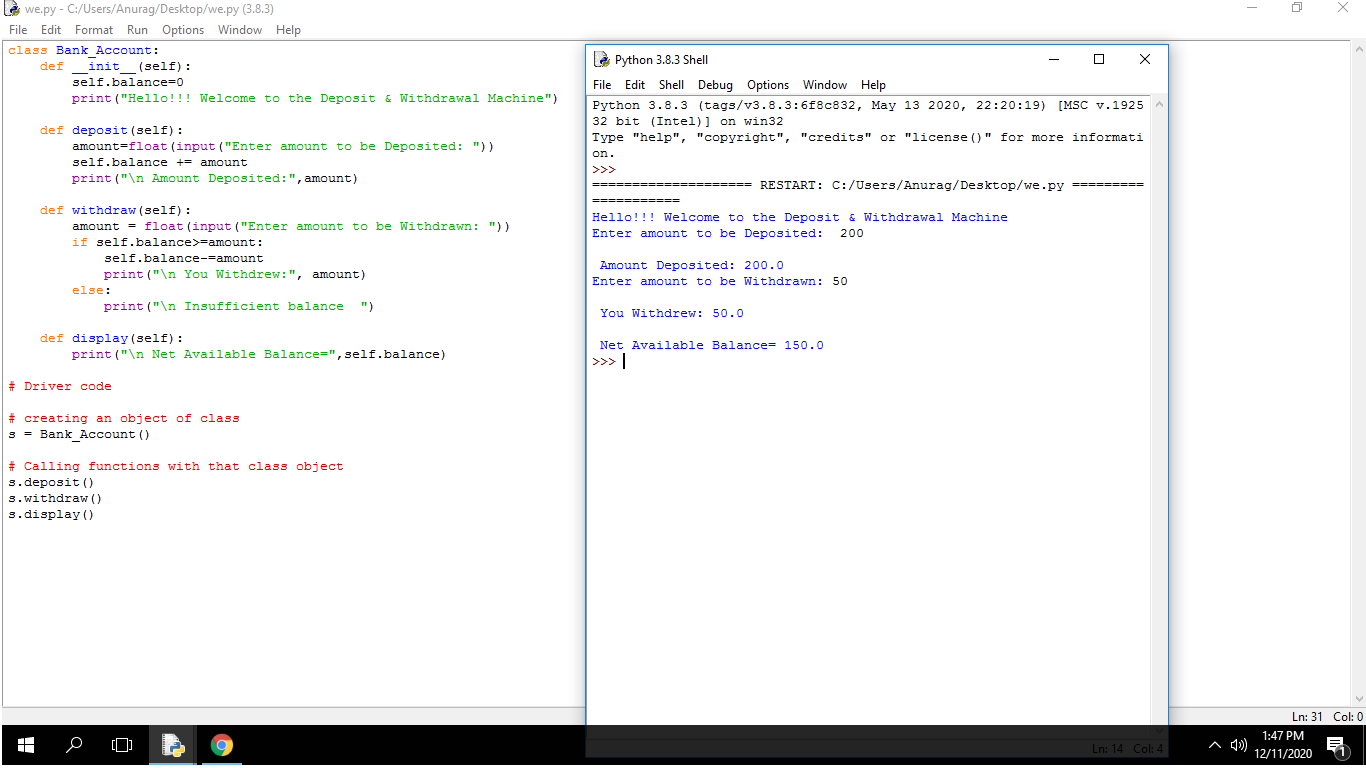 we.py - C:/Users/Anurag/Desktop/we.py (3.8.3)
File Edit Format Run Options Window Help
class Bank_Account:
    def __init__(self):
        self.balance=0
        print("Hello!!! Welcome to the Deposit & Withdrawal Machine")

    def deposit(self):
        amount=float(input("Enter amount to be Deposited: "))
        self.balance += amount
        print("\n Amount Deposited:",amount)

    def withdraw(self):
        amount = float(input("Enter amount to be Withdrawn: "))
        if self.balance>=amount:
            self.balance-=amount
            print("\n You Withdrew:", amount)
        else:
            print("\n Insufficient balance  ")

    def display(self):
        print("\n Net Available Balance=",self.balance)

# Driver code

# creating an object of class
s = Bank_Account()

# Calling functions with that class object
s.deposit()
s.withdraw()
s.display()
Python 3.8.3 Shell
File Edit Shell Debug Options Window Help
Python 3.8.3 (tags/v3.8.3:6f8c832, May 13 2020, 22:20:19) [MSC v.1925
32 bit (Intel)] on win32
Type "help", "copyright", "credits" or "license()" for more informati
on.
>>>
==================== RESTART: C:/Users/Anurag/Desktop/we.py =========
===========
Hello!!! Welcome to the Deposit & Withdrawal Machine
Enter amount to be Deposited:  200

 Amount Deposited: 200.0
Enter amount to be Withdrawn: 50

 You Withdrew: 50.0

 Net Available Balance= 150.0
>>>
Ln: 31 Col: 0
Ln: 14 Col: 4
1:47 PM
12/11/2020
1